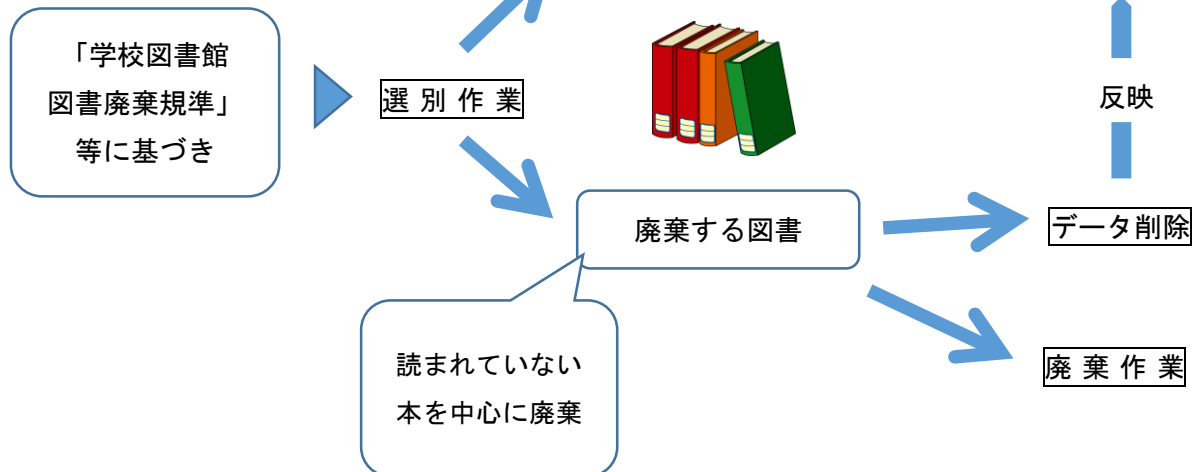 「学校図書館
図書廃棄規準」
等に基づき
選別作業
反映
廃棄する図書
データ削除
読まれていない
本を中心に廃棄
廃棄作業